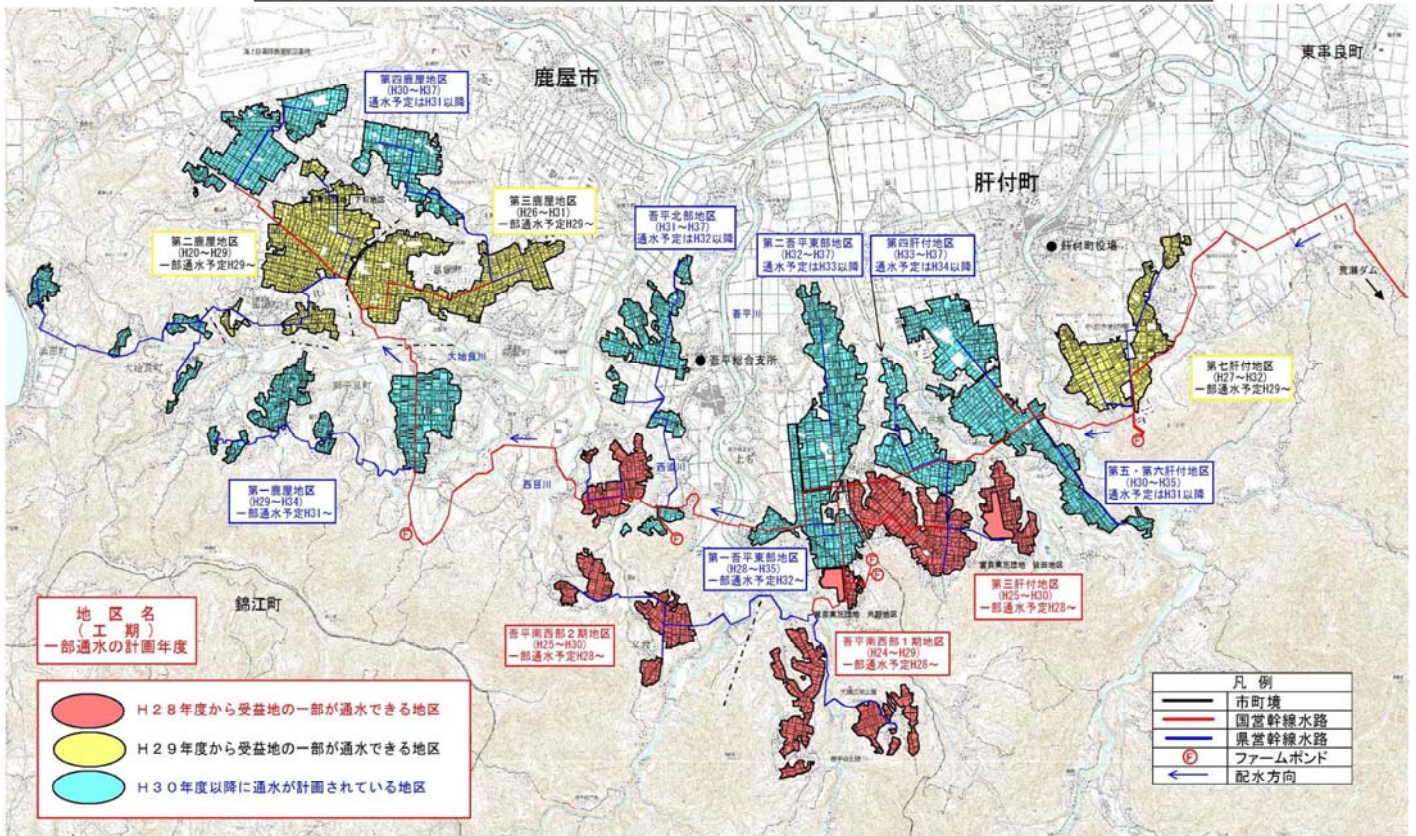 鹿屋市
東串良町
肝付町
錦江町
第四鹿屋地区
(H30～H37)
通水予定はH31以降
第三鹿屋地区
(H26～H31)
一部通水予定H29～
第二鹿屋地区
(H20～H29)
一部通水予定H29～
吾平北部地区
(H31～H37)
通水予定はH32以降
第二吾平東部地区
(H32～H37)
通水予定はH33以降
第四肝付地区
(H33～H37)
通水予定はH34以降
肝付町役場
荒瀬ダム
吾平川
吾平総合支所
大姶良川
大姶良町
第七肝付地区
(H27～H32)
一部通水予定H29～
第一鹿屋地区
(H29～H34)
一部通水予定H31～
西目川
第五・第六肝付地区
(H30～H35)
通水予定はH31以降
第一吾平東部地区
(H28～H35)
一部通水予定H32～
第三肝付地区
(H25～H30)
一部通水予定H28～
吾平南西部2期地区
(H25～H30)
一部通水予定H28～
吾平南西部1期地区
(H24～H29)
一部通水予定H28～
F
F
F
F
F
地区名
(工期)
一部通水の計画年度
H28年度から受益地の一部が通水できる地区
H29年度から受益地の一部が通水できる地区
H30年度以降に通水が計画されている地区
凡例
市町境
国営幹線水路
県営幹線水路
F ファームポンド
配水方向